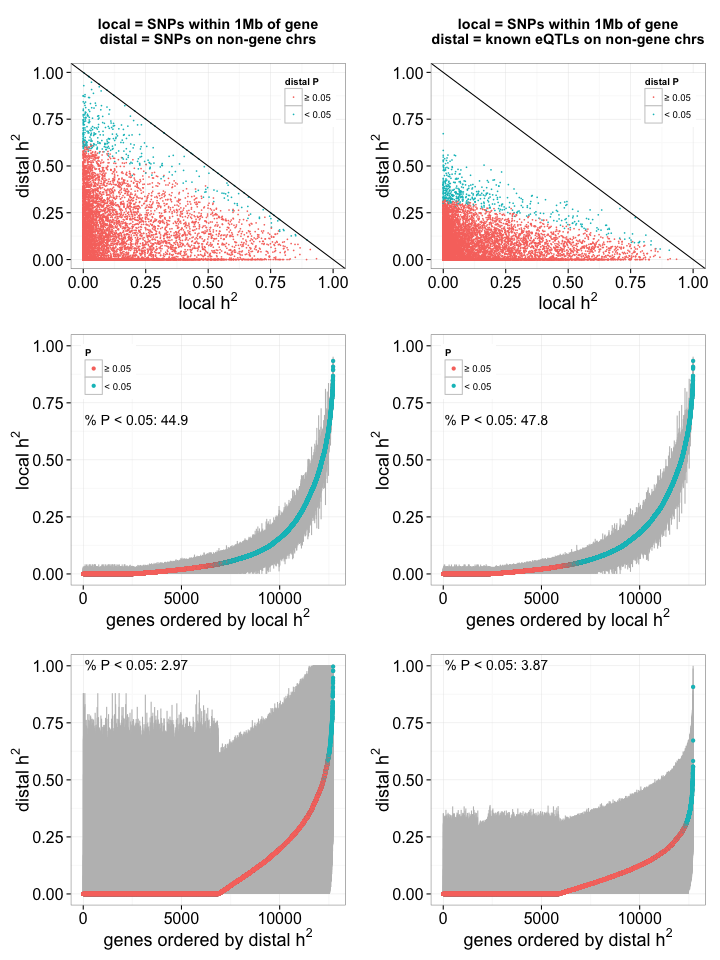 local = SNPs within 1Mb of gene
distal = SNPs on non-gene chrs
local = SNPs within 1Mb of gene
distal = known eQTLs on non-gene chrs
1.00
0.75
0.50
0.25
0.00
distal h²
distal P
≥ 0.05
< 0.05
0.00 0.25 0.50 0.75 1.00
local h²
1.00
0.75
0.50
0.25
0.00
distal h²
distal P
≥ 0.05
< 0.05
0.00 0.25 0.50 0.75 1.00
local h²
1.00
0.75
0.50
0.25
0.00
local h²
P
≥ 0.05
< 0.05
% P < 0.05: 44.9
0 5000 10000
genes ordered by local h²
1.00
0.75
0.50
0.25
0.00
local h²
P
≥ 0.05
< 0.05
% P < 0.05: 47.8
0 5000 10000
genes ordered by local h²
1.00
0.75
0.50
0.25
0.00
distal h²
% P < 0.05: 2.97
0 5000 10000
genes ordered by distal h²
1.00
0.75
0.50
0.25
0.00
distal h²
% P < 0.05: 3.87
0 5000 10000
genes ordered by distal h²